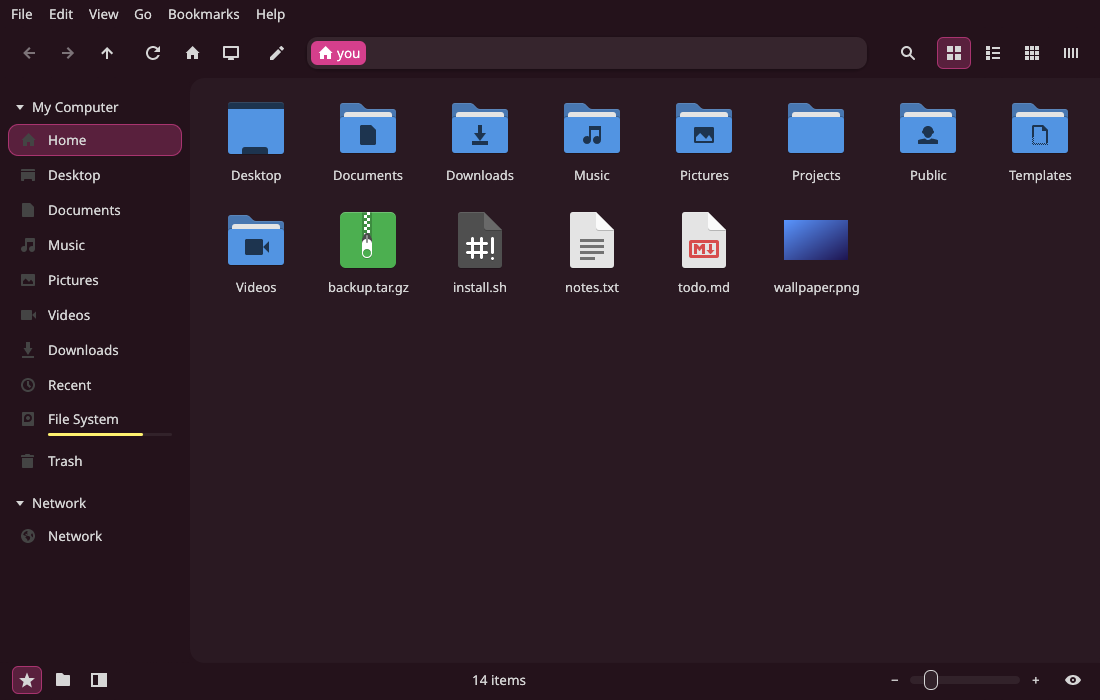 File Edit View Go Bookmarks Help
you
My Computer
Home
Desktop
Documents
Music
Pictures
Videos
Downloads
Recent
File System
Trash
Network
Network
Desktop Documents Downloads Music Pictures Projects Public Templates
Videos backup.tar.gz install.sh notes.txt todo.md wallpaper.png
14 items